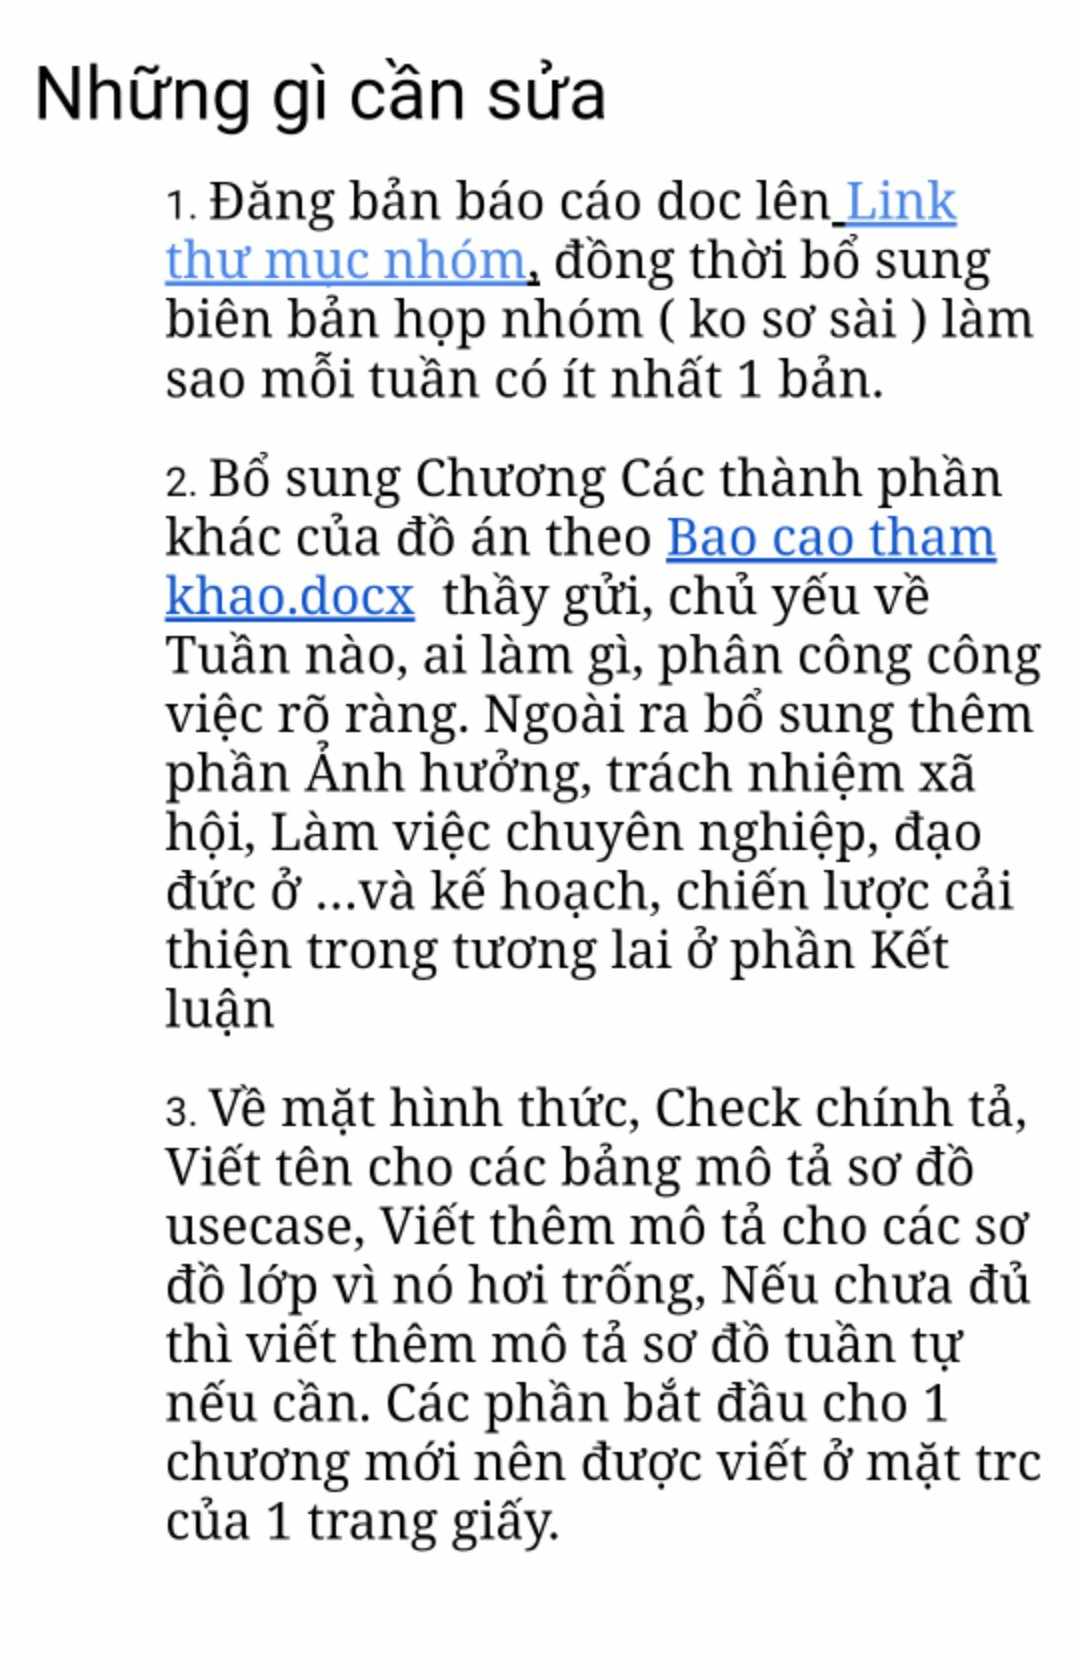 Những gì cần sửa
1. Đăng bản báo cáo doc lên Link
thư mục nhóm, đồng thời bổ sung
biên bản họp nhóm ( ko sơ sài ) làm
sao mỗi tuần có ít nhất 1 bản.
2. Bổ sung Chương Các thành phần
khác của đồ án theo Bao cao tham
khao.docx  thầy gửi, chủ yếu về
Tuần nào, ai làm gì, phân công công
việc rõ ràng. Ngoài ra bổ sung thêm
phần Ảnh hưởng, trách nhiệm xã
hội, Làm việc chuyên nghiệp, đạo
đức ở ...và kế hoạch, chiến lược cải
thiện trong tương lai ở phần Kết
luận
3. Về mặt hình thức, Check chính tả,
Viết tên cho các bảng mô tả sơ đồ
usecase, Viết thêm mô tả cho các sơ
đồ lớp vì nó hơi trống, Nếu chưa đủ
thì viết thêm mô tả sơ đồ tuần tự
nếu cần. Các phần bắt đầu cho 1
chương mới nên được viết ở mặt trc
của 1 trang giấy.